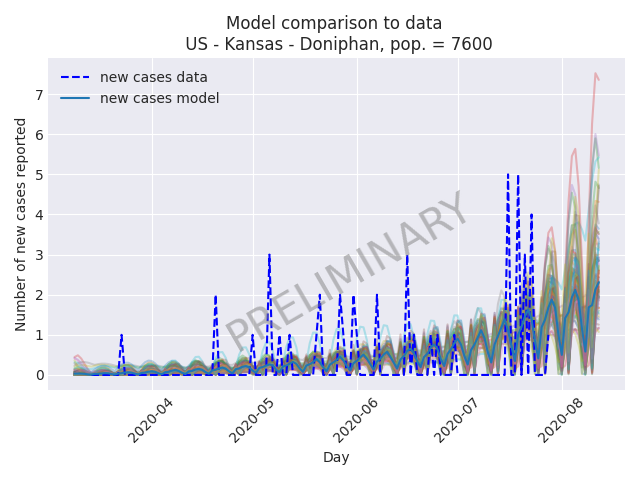 Model comparison to data
US - Kansas - Doniphan, pop. = 7600
new cases data
new cases model
PRELIMINARY
Number of new cases reported
7
6
5
4
3
2
1
0
2020-04
2020-05
2020-06
2020-07
2020-08
Day